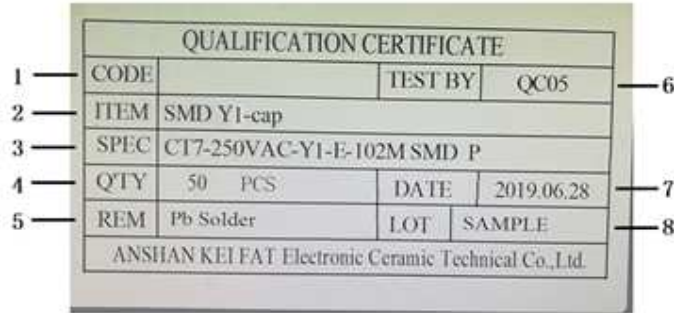 QUALIFICATION CERTIFICATE
1 CODE TEST BY QC05 6
2 ITEM SMD Y1-cap
3 SPEC CT7-250VAC-Y1-E-102M SMD P
4 Q'TY 50 PCS DATE 2019.06.28 7
5 REM Pb Solder LOT SAMPLE 8
ANSHAN KEI FAT Electronic Ceramic Technical Co.,Ltd.